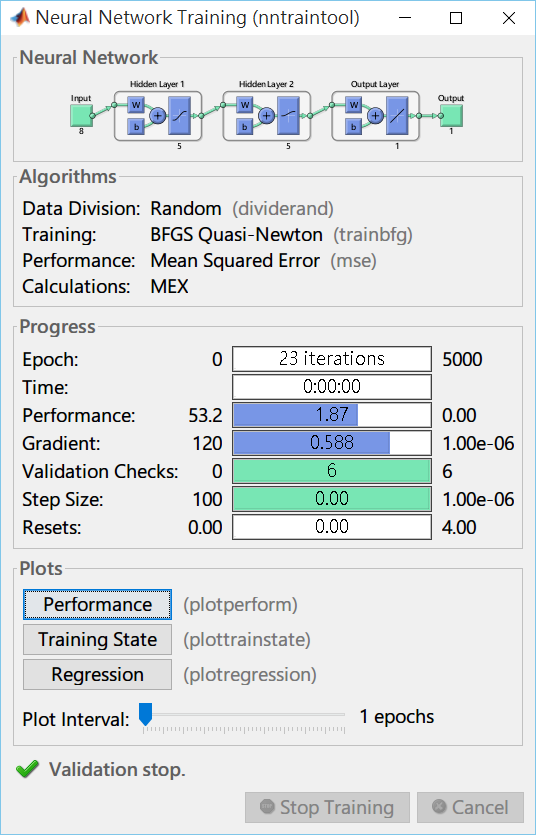 Neural Network Training (nntraintool)
Neural Network
Hidden Layer 1 Hidden Layer 2 Output Layer
Input Output
W W W
+ + +
b b b
8 5 5 1 1
Algorithms
Data Division: Random (dividerand)
Training: BFGS Quasi-Newton (trainbfg)
Performance: Mean Squared Error (mse)
Calculations: MEX
Progress
Epoch: 0 23 iterations 5000
Time: 0:00:00
Performance: 53.2 1.87 0.00
Gradient: 120 0.588 1.00e-06
Validation Checks: 0 6 6
Step Size: 100 0.00 1.00e-06
Resets: 0.00 0.00 4.00
Plots
Performance (plotperform)
Training State (plottrainstate)
Regression (plotregression)
Plot Interval: 1 epochs
Validation stop.
Stop Training Cancel